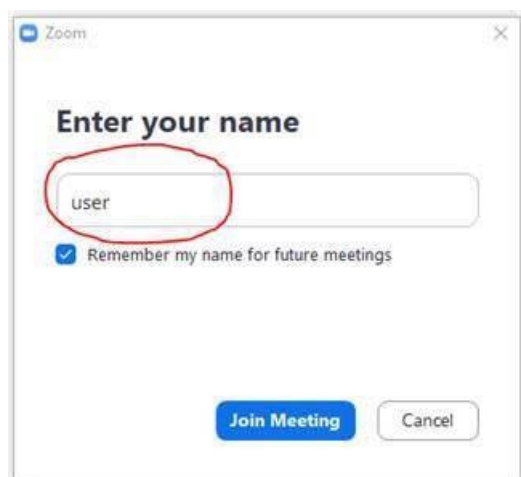 Zoom
Enter your name
user
Remember my name for future meetings
Join Meeting
Cancel